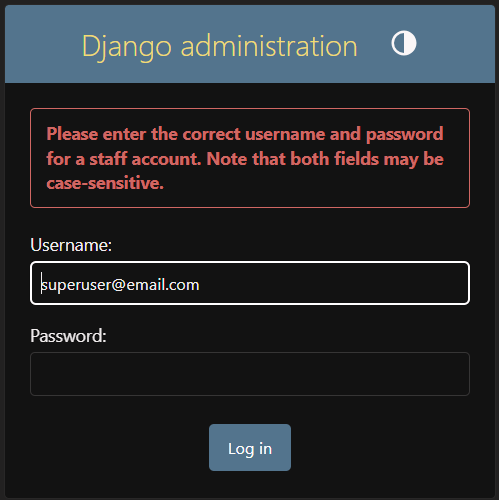 Django administration
Please enter the correct username and password
for a staff account. Note that both fields may be
case-sensitive.
Username:
superuser@email.com
Password:
Log in